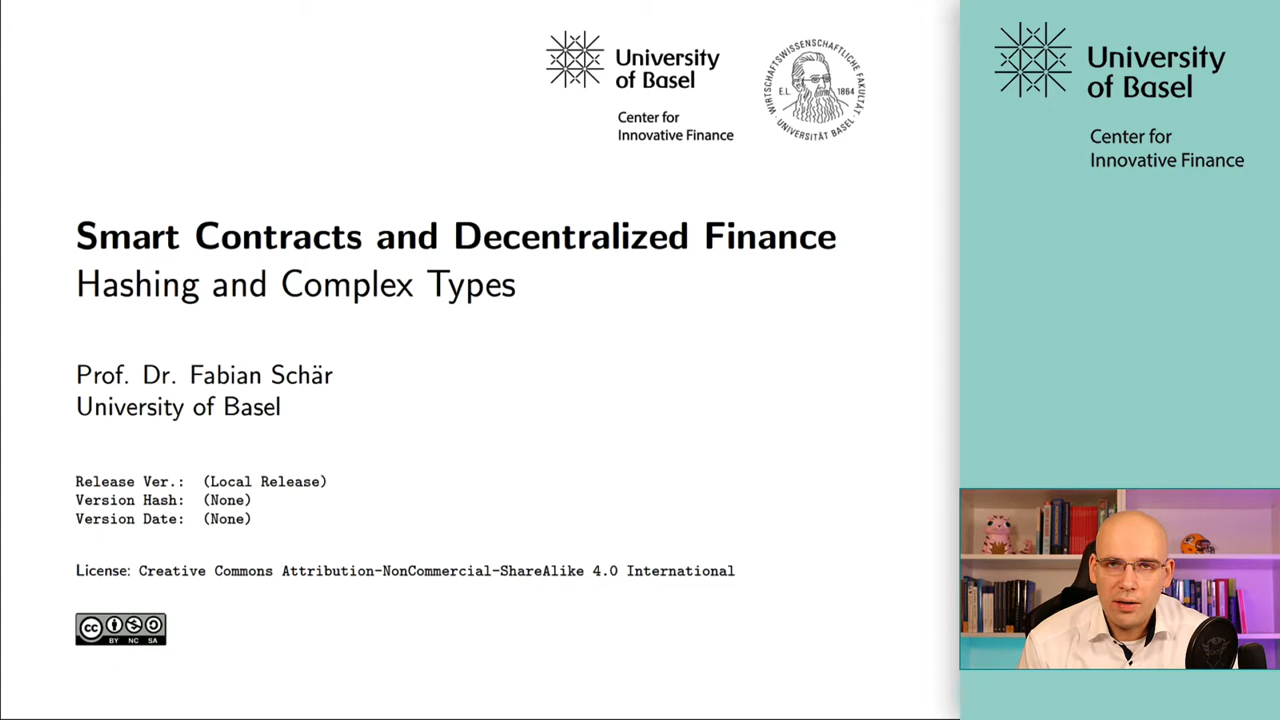 University
of Basel
Center for
Innovative Finance
WIRTSCHAFTSWISSENSCHAFTLICHE FAKULTÄT · UNIVERSITÄT BASEL ·
E.L. 1864
University
of Basel
Center for
Innovative Finance
Smart Contracts and Decentralized Finance
Hashing and Complex Types
Prof. Dr. Fabian Schär
University of Basel
Release Ver.: (Local Release)
Version Hash: (None)
Version Date: (None)
License: Creative Commons Attribution-NonCommercial-ShareAlike 4.0 International
cc
BY NC SA